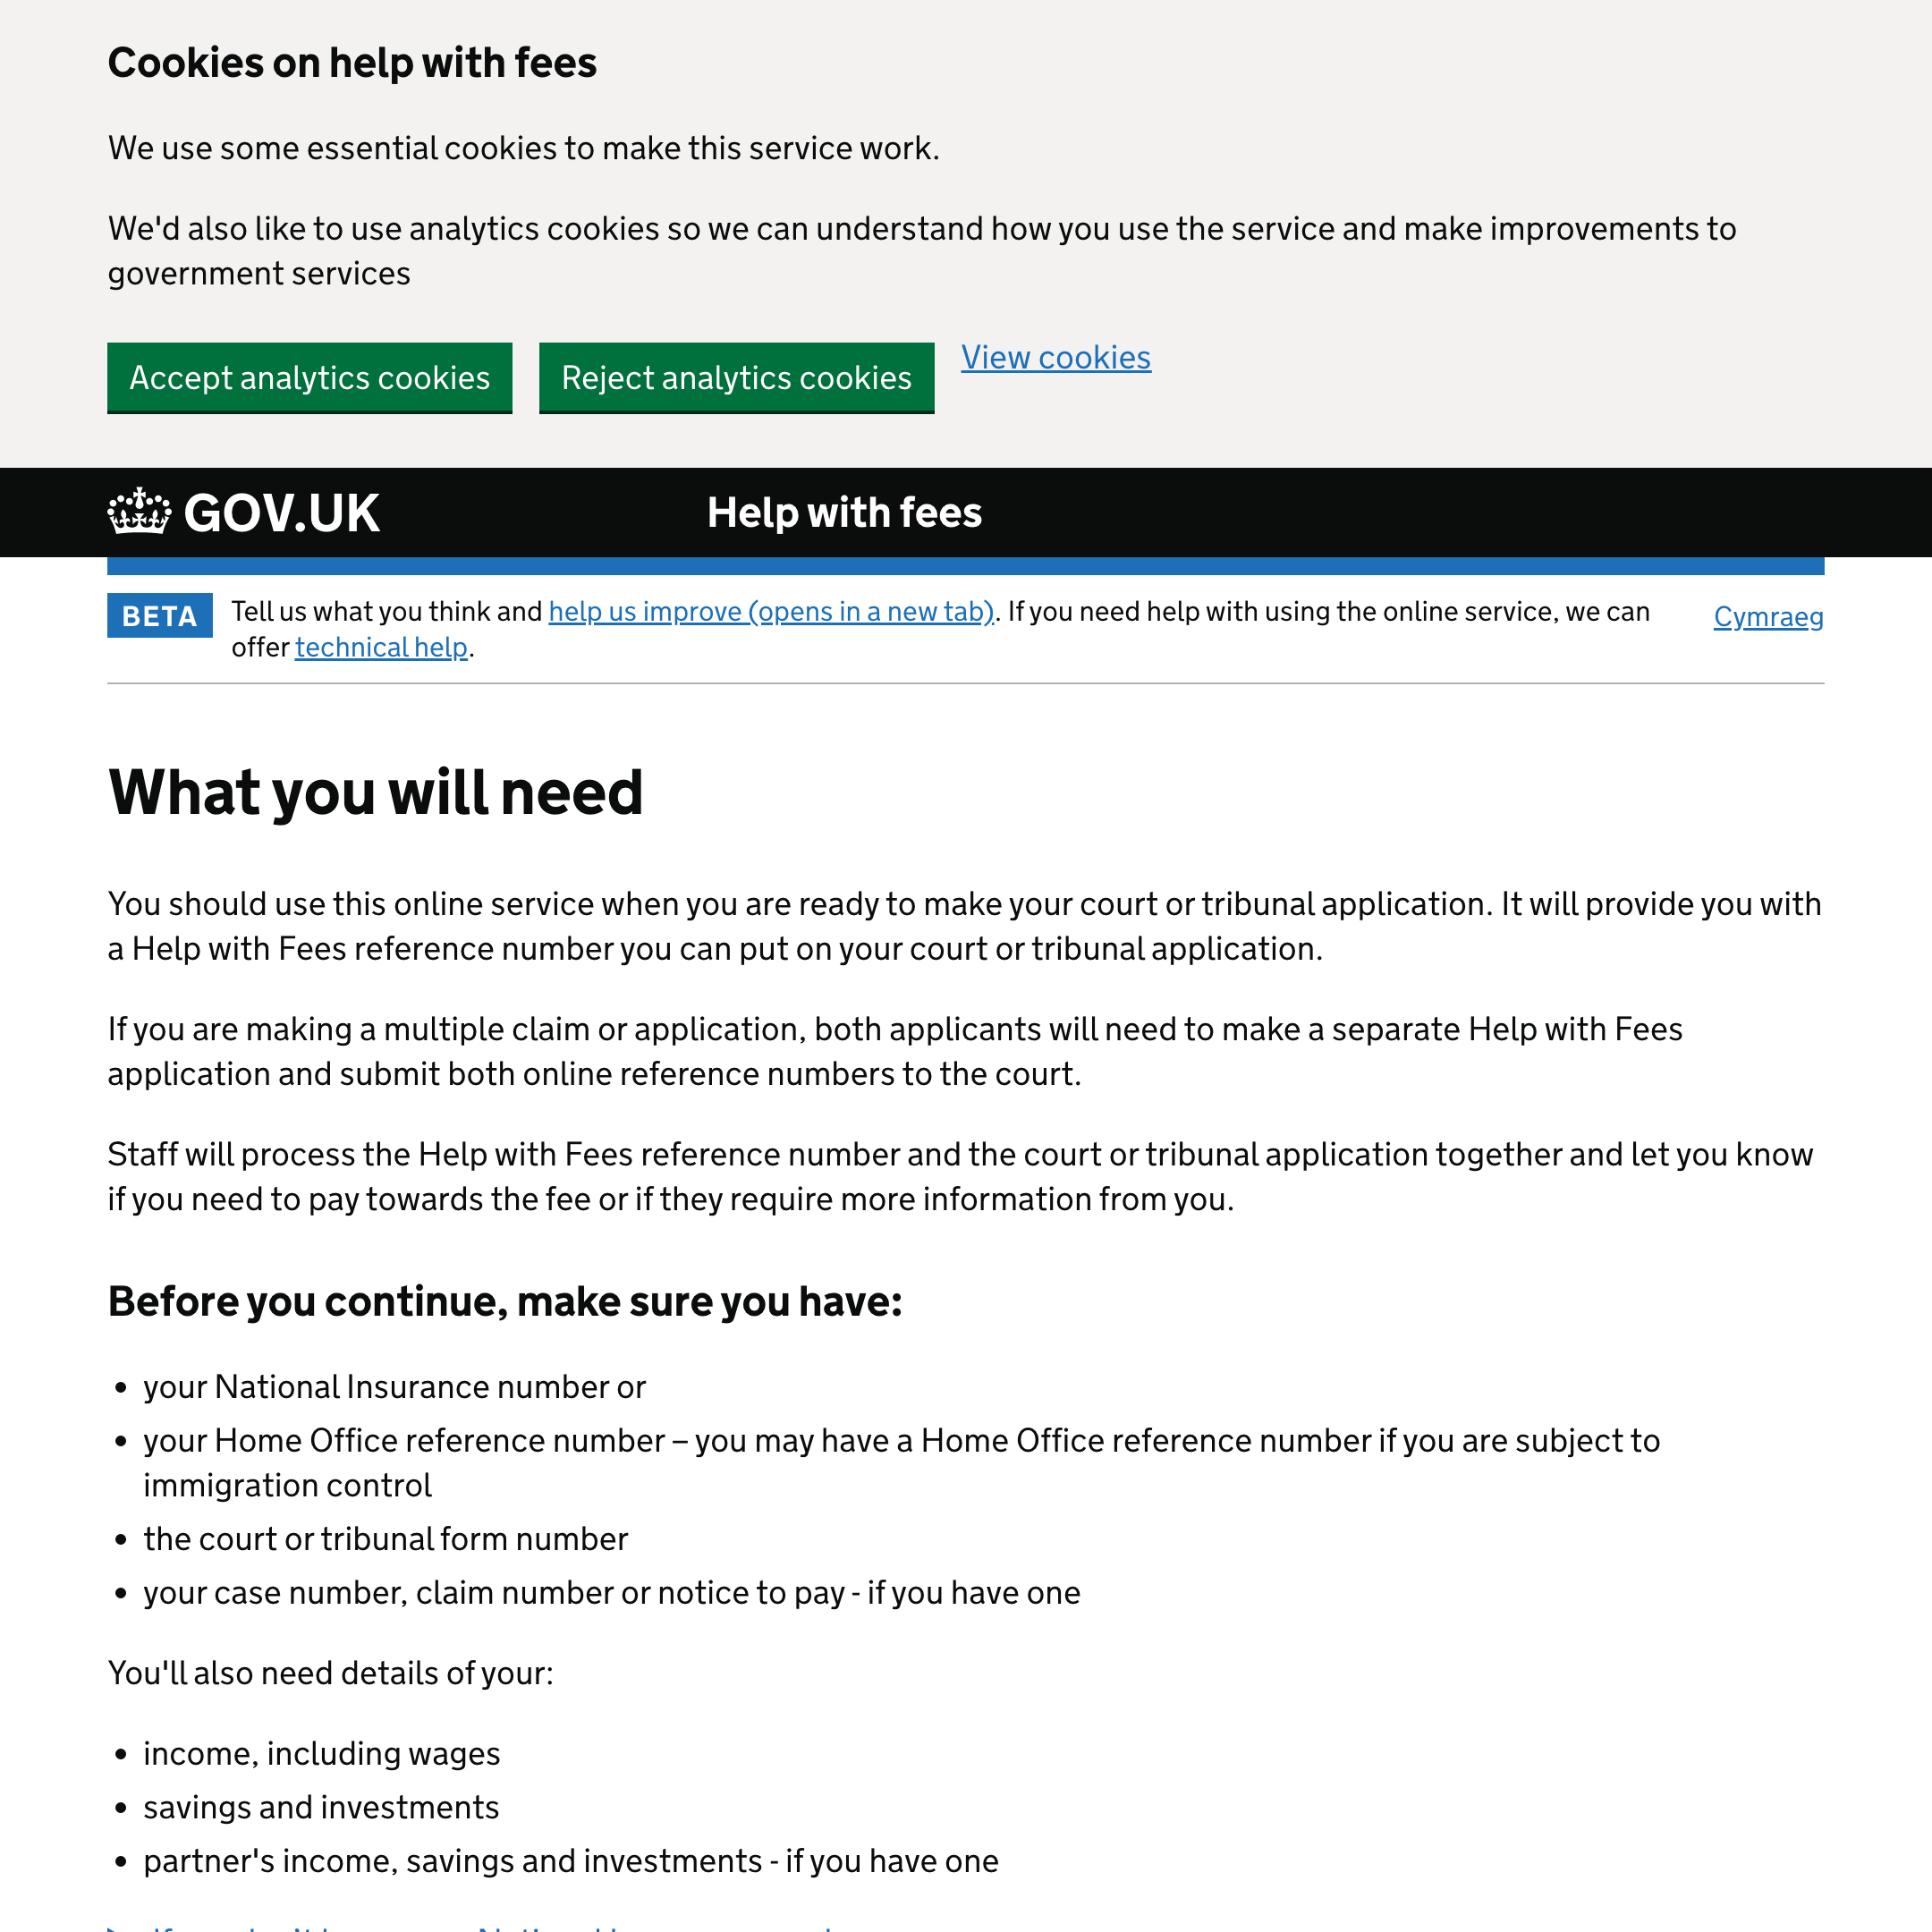 Cookies on help with fees
We use some essential cookies to make this service work.
We'd also like to use analytics cookies so we can understand how you use the service and make improvements to
government services
Accept analytics cookies
Reject analytics cookies
View cookies
GOV.UK
Help with fees
BETA
Tell us what you think and help us improve (opens in a new tab). If you need help with using the online service, we can
offer technical help.
Cymraeg
What you will need
You should use this online service when you are ready to make your court or tribunal application. It will provide you with
a Help with Fees reference number you can put on your court or tribunal application.
If you are making a multiple claim or application, both applicants will need to make a separate Help with Fees
application and submit both online reference numbers to the court.
Staff will process the Help with Fees reference number and the court or tribunal application together and let you know
if you need to pay towards the fee or if they require more information from you.
Before you continue, make sure you have:
• your National Insurance number or
• your Home Office reference number – you may have a Home Office reference number if you are subject to
immigration control
• the court or tribunal form number
• your case number, claim number or notice to pay - if you have one
You'll also need details of your:
• income, including wages
• savings and investments
• partner's income, savings and investments - if you have one